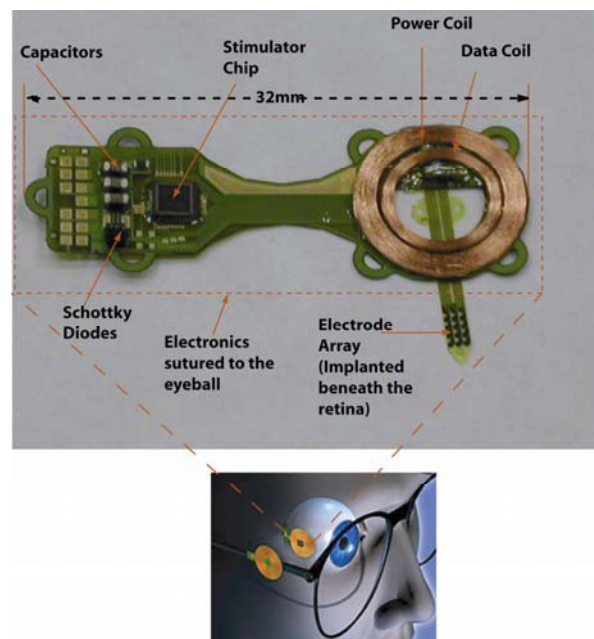 Power Coil
Capacitors
Stimulator
Chip
Data Coil
32mm
Schottky
Diodes
Electronics
sutured to the
eyeball
Electrode
Array
(Implanted
beneath the
retina)